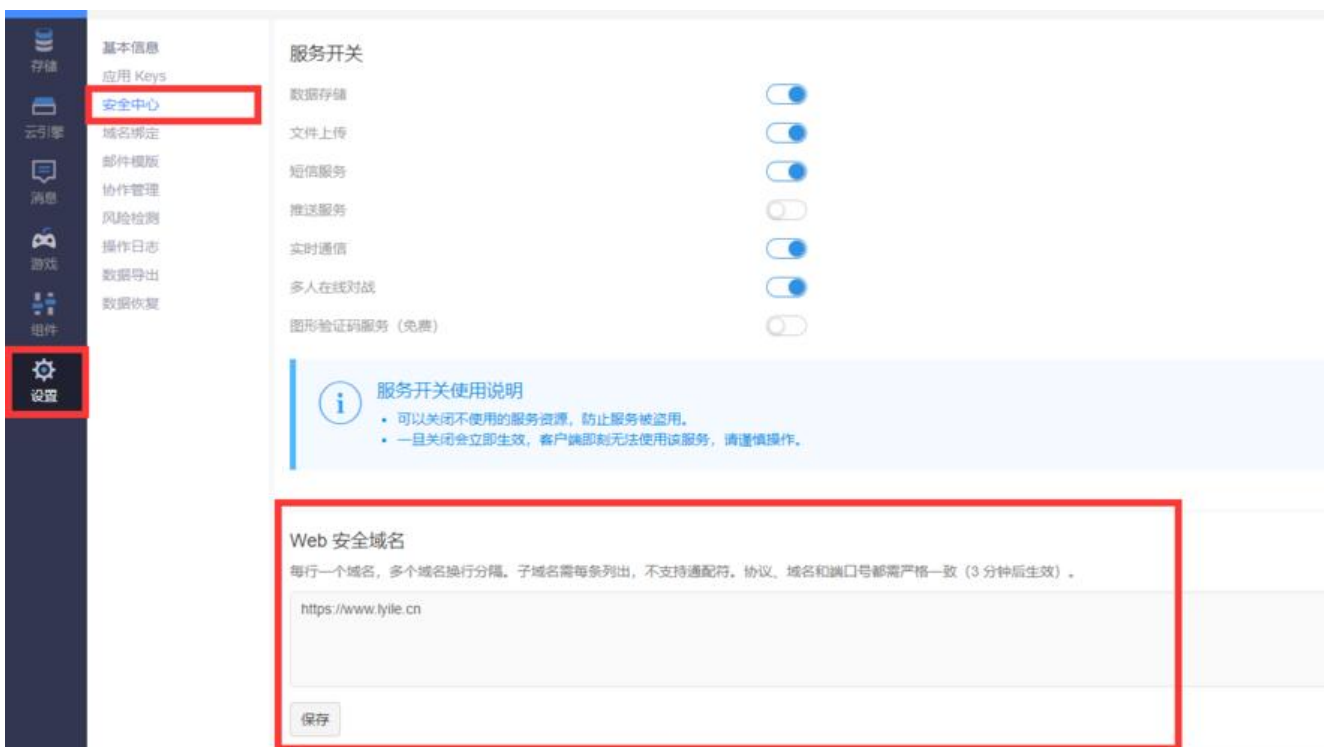 存储
云引擎
消息
游戏
组件
设置
基本信息
应用 Keys
安全中心
域名绑定
邮件模版
协作管理
风险检测
操作日志
数据导出
数据恢复
服务开关
数据存储
文件上传
短信服务
推送服务
实时通信
多人在线对战
图形验证码服务（免费）
服务开关使用说明
• 可以关闭不使用的服务资源，防止服务被盗用。
• 一旦关闭会立即生效，客户端即刻无法使用该服务，请谨慎操作。
Web 安全域名
每行一个域名，多个域名换行分隔。子域名需每条列出，不支持通配符。协议、域名和端口号都需严格一致（3 分钟后生效）.
https://www.lyile.cn
保存